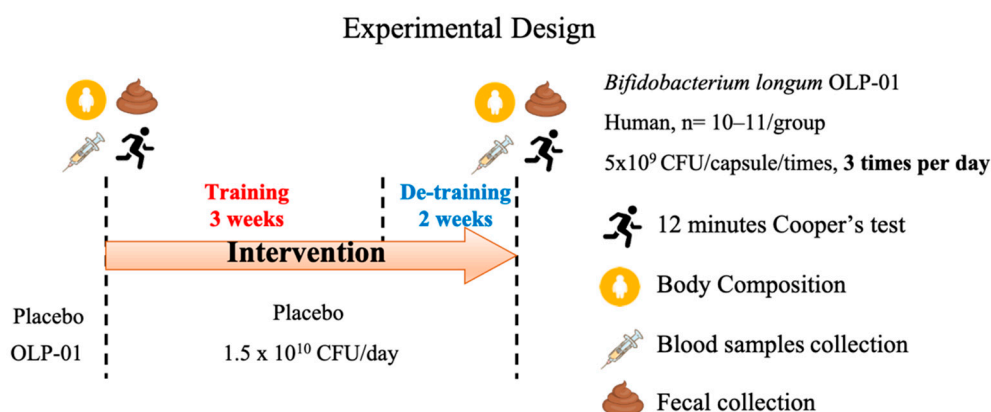 Experimental Design
Bifidobacterium longum OLP-01
Human, n= 10–11/group
5x10⁹ CFU/capsule/times, 3 times per day
Training
3 weeks
De-training
2 weeks
Intervention
Placebo
OLP-01
Placebo
1.5 x 10¹⁰ CFU/day
12 minutes Cooper's test
Body Composition
Blood samples collection
Fecal collection